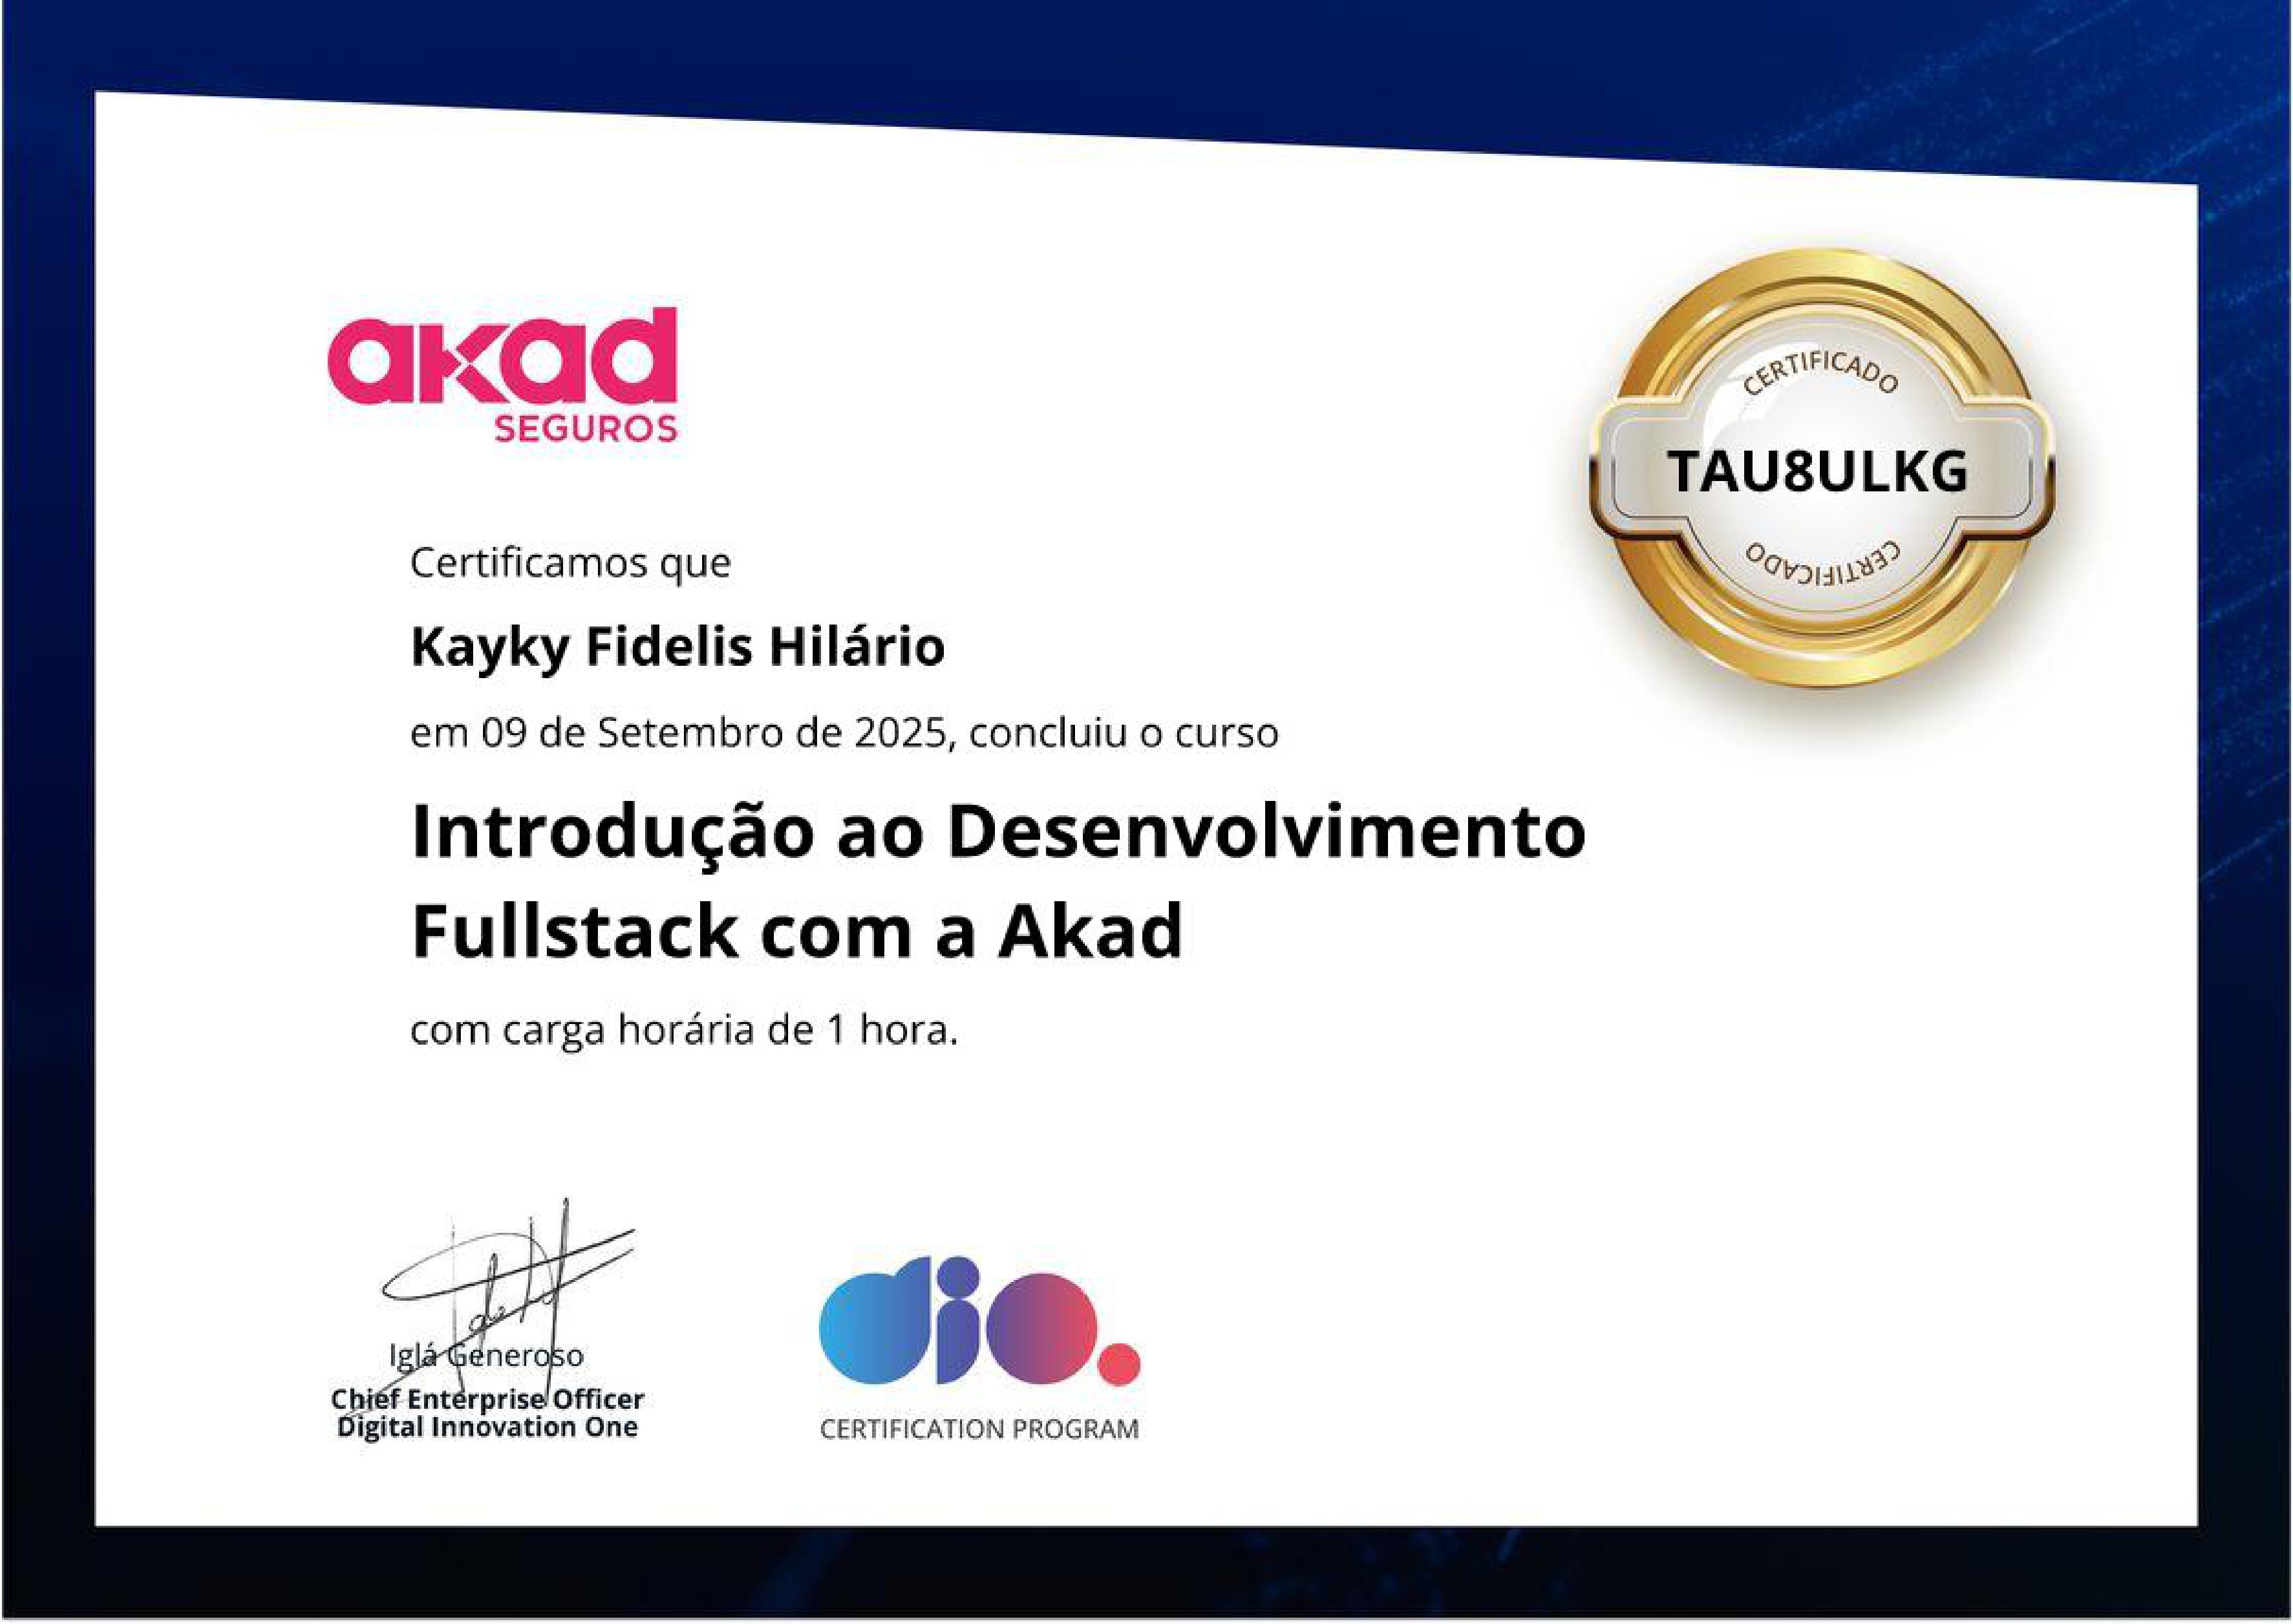 akad
SEGUROS
CERTIFICADO
TAU8ULKG
CERTIFICADO
Certificamos que
Kayky Fidelis Hilário
em 09 de Setembro de 2025, concluiu o curso
Introdução ao Desenvolvimento
Fullstack com a Akad
com carga horária de 1 hora.
Iglá Generoso
Chief Enterprise Officer
Digital Innovation One
dio.
CERTIFICATION PROGRAM